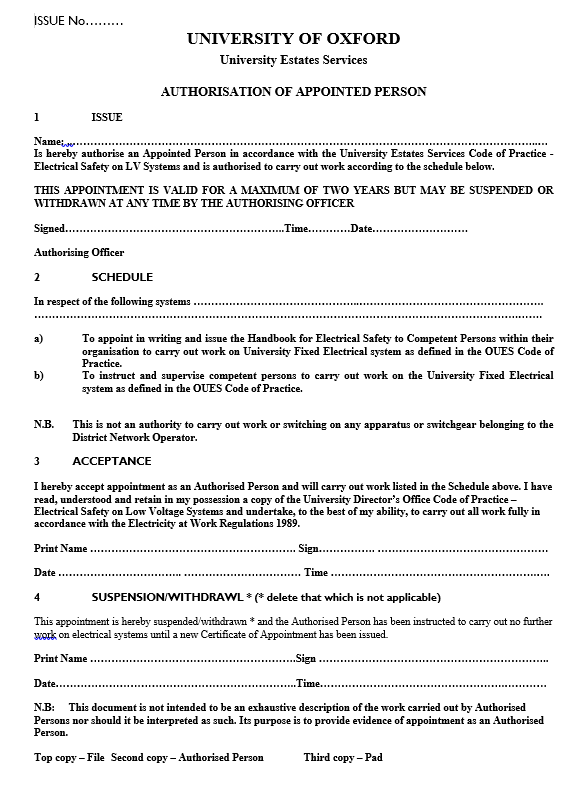 ISSUE No.........
UNIVERSITY OF OXFORD
University Estates Services
AUTHORISATION OF APPOINTED PERSON
1 ISSUE
Name:..........................................................................................................................................
Is hereby authorise an Appointed Person in accordance with the University Estates Services Code of Practice -
Electrical Safety on LV Systems and is authorised to carry out work according to the schedule below.
THIS APPOINTMENT IS VALID FOR A MAXIMUM OF TWO YEARS BUT MAY BE SUSPENDED OR
WITHDRAWN AT ANY TIME BY THE AUTHORISING OFFICER
Signed................................................................Time...........Date..........................
Authorising Officer
2 SCHEDULE
In respect of the following systems ....................................................................................................
..............................................................................................................................................
a) To appoint in writing and issue the Handbook for Electrical Safety to Competent Persons within their
organisation to carry out work on University Fixed Electrical system as defined in the OUES Code of
Practice.
b) To instruct and supervise competent persons to carry out work on the University Fixed Electrical
system as defined in the OUES Code of Practice.
N.B. This is not an authority to carry out work or switching on any apparatus or switchgear belonging to the
District Network Operator.
3 ACCEPTANCE
I hereby accept appointment as an Authorised Person and will carry out work listed in the Schedule above. I have
read, understood and retain in my possession a copy of the University Director's Office Code of Practice –
Electrical Safety on Low Voltage Systems and undertake, to the best of my ability, to carry out all work fully in
accordance with the Electricity at Work Regulations 1989.
Print Name .......................................................... Sign................. ................................................
Date .......................... ................................. Time ..............................................................
4 SUSPENSION/WITHDRAWL * (* delete that which is not applicable)
This appointment is hereby suspended/withdrawn * and the Authorised Person has been instructed to carry out no further
work on electrical systems until a new Certificate of Appointment has been issued.
Print Name ..........................................................Sign .................................................................
Date...................................................................Time................................................................
N.B: This document is not intended to be an exhaustive description of the work carried out by Authorised
Persons nor should it be interpreted as such. Its purpose is to provide evidence of appointment as an Authorised
Person.
Top copy – File Second copy – Authorised Person Third copy – Pad